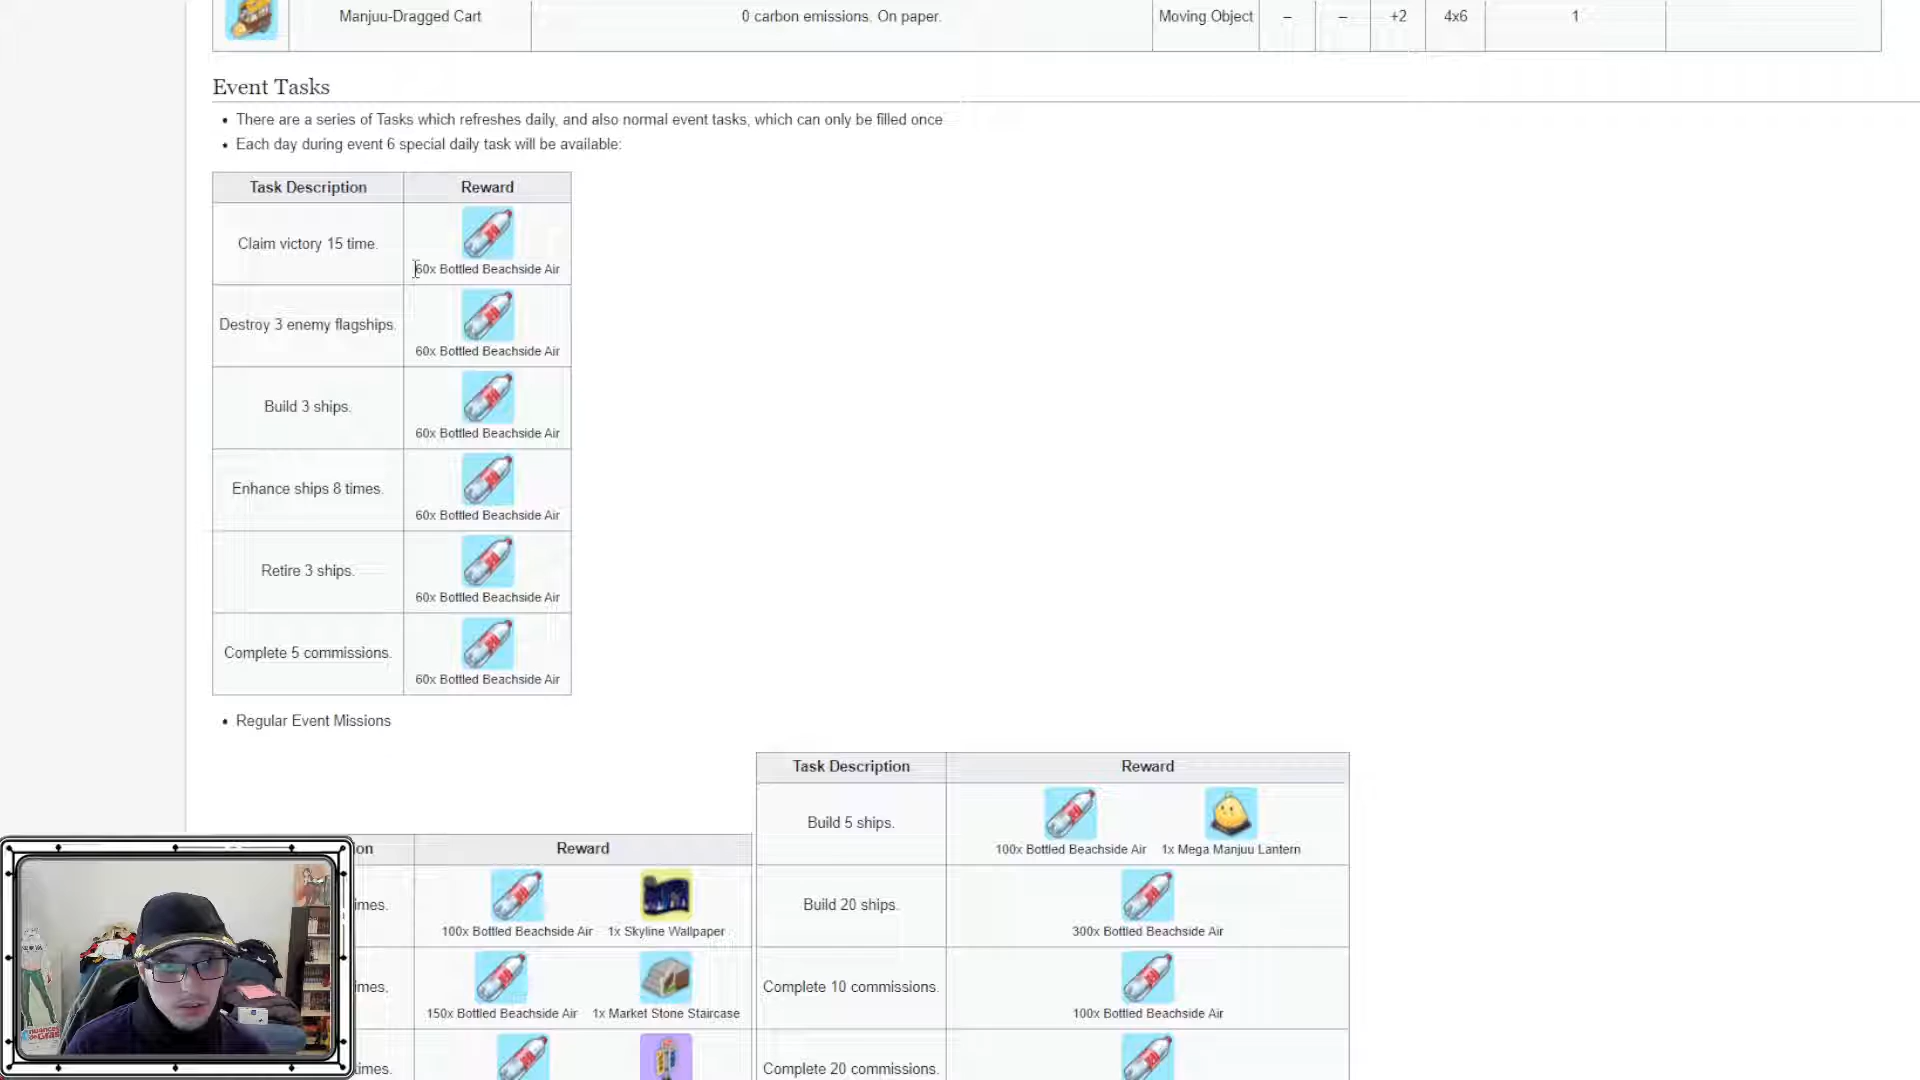 Manjuu-Dragged Cart
0 carbon emissions. On paper.
Moving Object
–
–
+2
4x6
1
Event Tasks
• There are a series of Tasks which refreshes daily, and also normal event tasks, which can only be filled once
• Each day during event 6 special daily task will be available:
Task Description
Reward
Claim victory 15 time.
60x Bottled Beachside Air
Destroy 3 enemy flagships.
60x Bottled Beachside Air
Build 3 ships.
60x Bottled Beachside Air
Enhance ships 8 times.
60x Bottled Beachside Air
Retire 3 ships.
60x Bottled Beachside Air
Complete 5 commissions.
60x Bottled Beachside Air
• Regular Event Missions
on
Reward
imes.
100x Bottled Beachside Air
1x Skyline Wallpaper
imes.
150x Bottled Beachside Air
1x Market Stone Staircase
imes.
Task Description
Reward
Build 5 ships.
100x Bottled Beachside Air
1x Mega Manjuu Lantern
Build 20 ships.
300x Bottled Beachside Air
Complete 10 commissions.
100x Bottled Beachside Air
Complete 20 commissions.